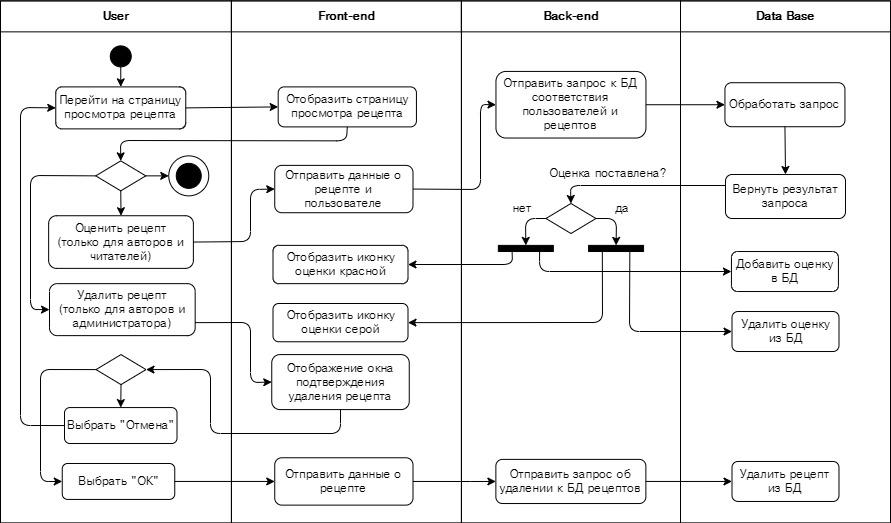 User
Front-end
Back-end
Data Base
Перейти на страницу
просмотра рецепта
Отобразить страницу
просмотра рецепта
Отправить запрос к БД
соответствия
пользователей и
рецептов
Обработать запрос
Отправить данные о
рецепте и
пользователе
Оценка поставлена?
Вернуть результат
запроса
нет
да
Оценить рецепт
(только для авторов и
читателей)
Отобразить иконку
оценки красной
Добавить оценку
в БД
Удалить рецепт
(только для авторов и
администратора)
Отобразить иконку
оценки серой
Удалить оценку
из БД
Отображение окна
подтверждения
удаления рецепта
Выбрать "Отмена"
Выбрать "ОК"
Отправить данные о
рецепте
Отправить запрос об
удалении к БД рецептов
Удалить рецепт
из БД